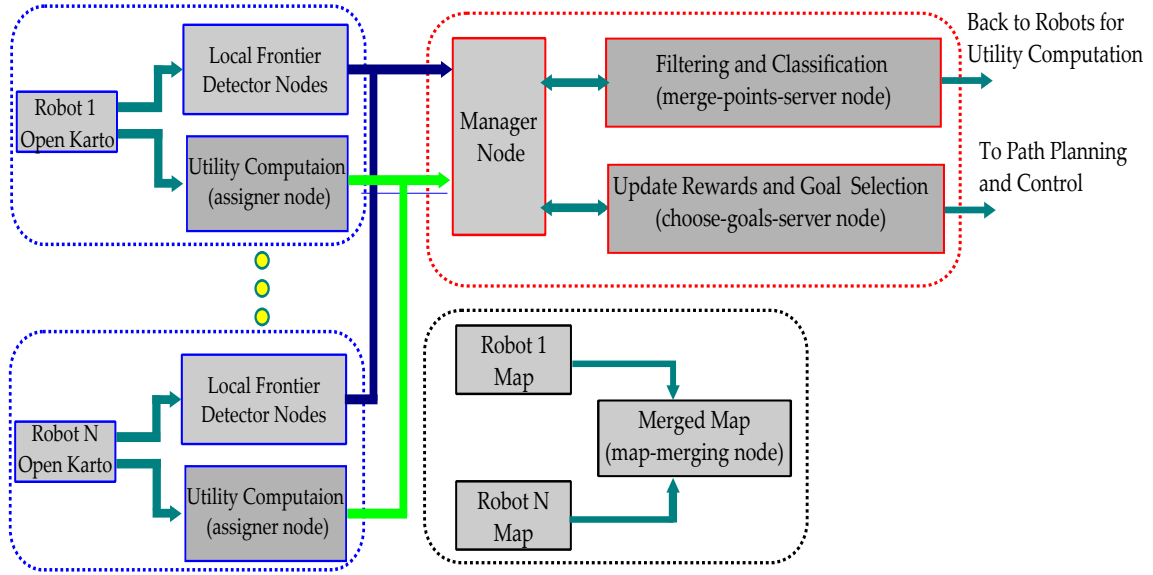 Local Frontier
Detector Nodes
Robot 1
Open Karto
Utility Computaion
(assigner node)
Manager
Node
Filtering and Classification
(merge-points-server node)
Update Rewards and Goal Selection
(choose-goals-server node)
Back to Robots for
Utility Computation
To Path Planning
and Control
Local Frontier
Detector Nodes
Robot N
Open Karto
Utility Computaion
(assigner node)
Robot 1
Map
Merged Map
(map-merging node)
Robot N
Map